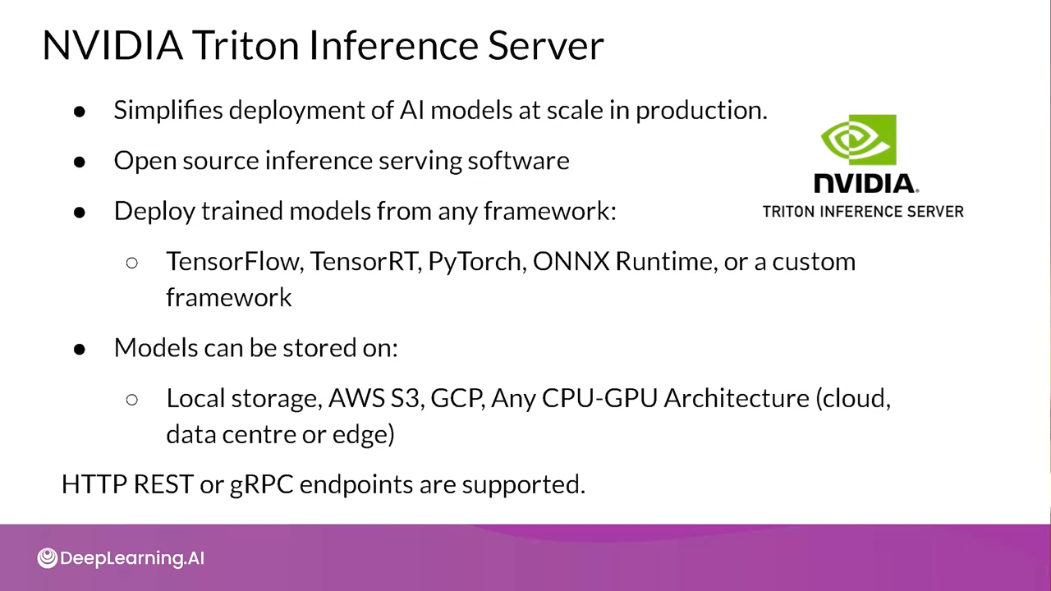 NVIDIA Triton Inference Server
● Simplifies deployment of AI models at scale in production.
● Open source inference serving software
● Deploy trained models from any framework:
○ TensorFlow, TensorRT, PyTorch, ONNX Runtime, or a custom
framework
● Models can be stored on:
○ Local storage, AWS S3, GCP, Any CPU-GPU Architecture (cloud,
data centre or edge)
HTTP REST or gRPC endpoints are supported.
NVIDIA.
TRITON INFERENCE SERVER
DeepLearning.AI